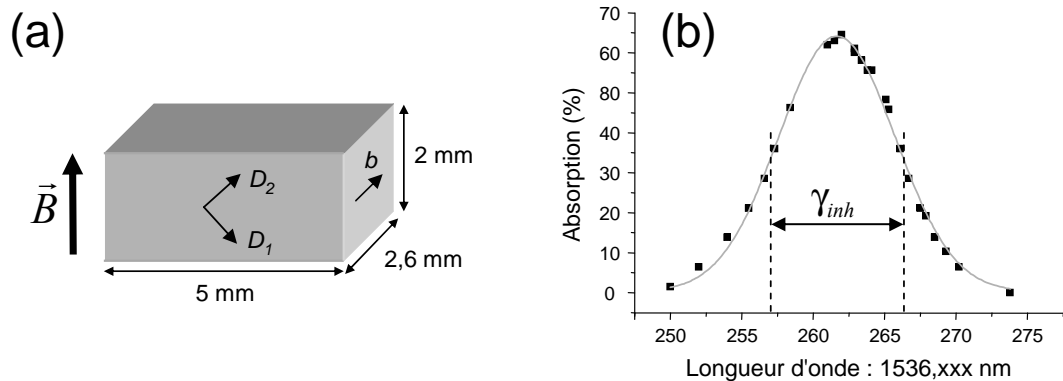 (a)
B
D2
D1
b
2 mm
2,6 mm
5 mm
(b)
Absorption (%)
70
60
80
40
30
20
10
0
γinh
250
255
260
265
270
275
Longueur d'onde : 1536,xxx nm